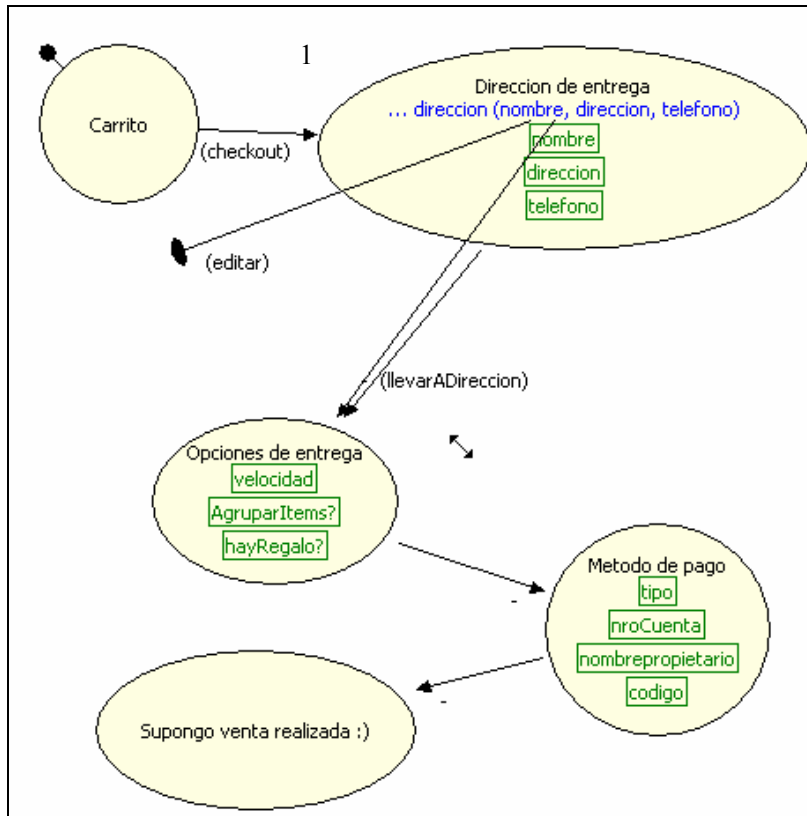 1
Carrito
(checkout)
Direccion de entrega
... direccion (nombre, direccion, telefono)
nombre
direccion
telefono
(editar)
(llevarADireccion)
Opciones de entrega
velocidad
AgruparItems?
hayRegalo?
-
Metodo de pago
tipo
nroCuenta
nombrepropietario
codigo
-
Supongo venta realizada :)